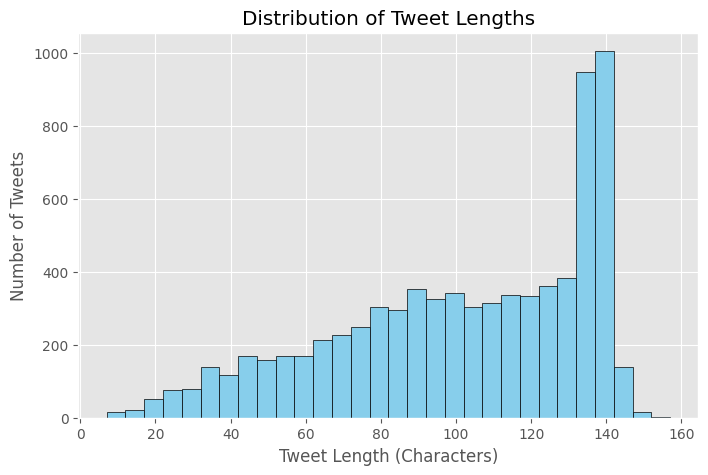 Distribution of Tweet Lengths
Number of Tweets
1000
800
600
400
200
0
0 20 40 60 80 100 120 140 160
Tweet Length (Characters)